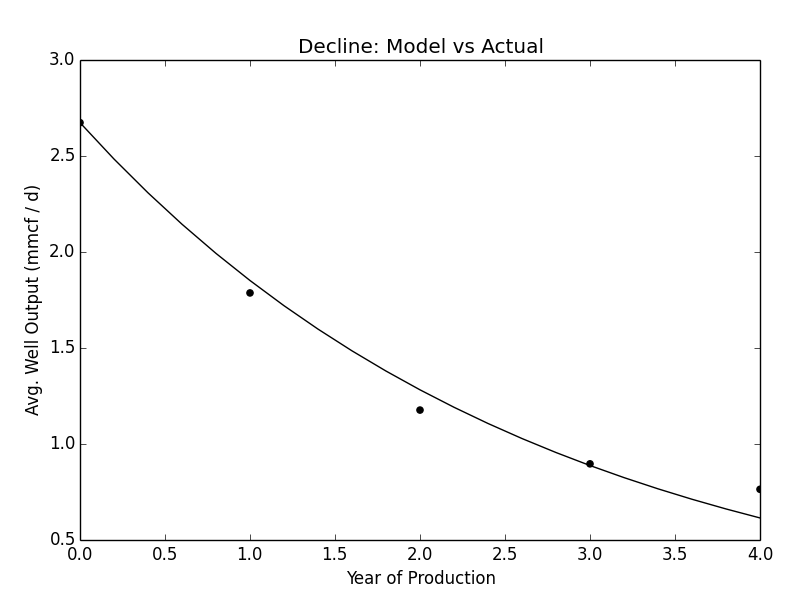 Decline: Model vs Actual
3.0
2.5
2.0
1.5
1.0
0.5
Avg. Well Output (mmcf / d)
0.0 0.5 1.0 1.5 2.0 2.5 3.0 3.5 4.0
Year of Production